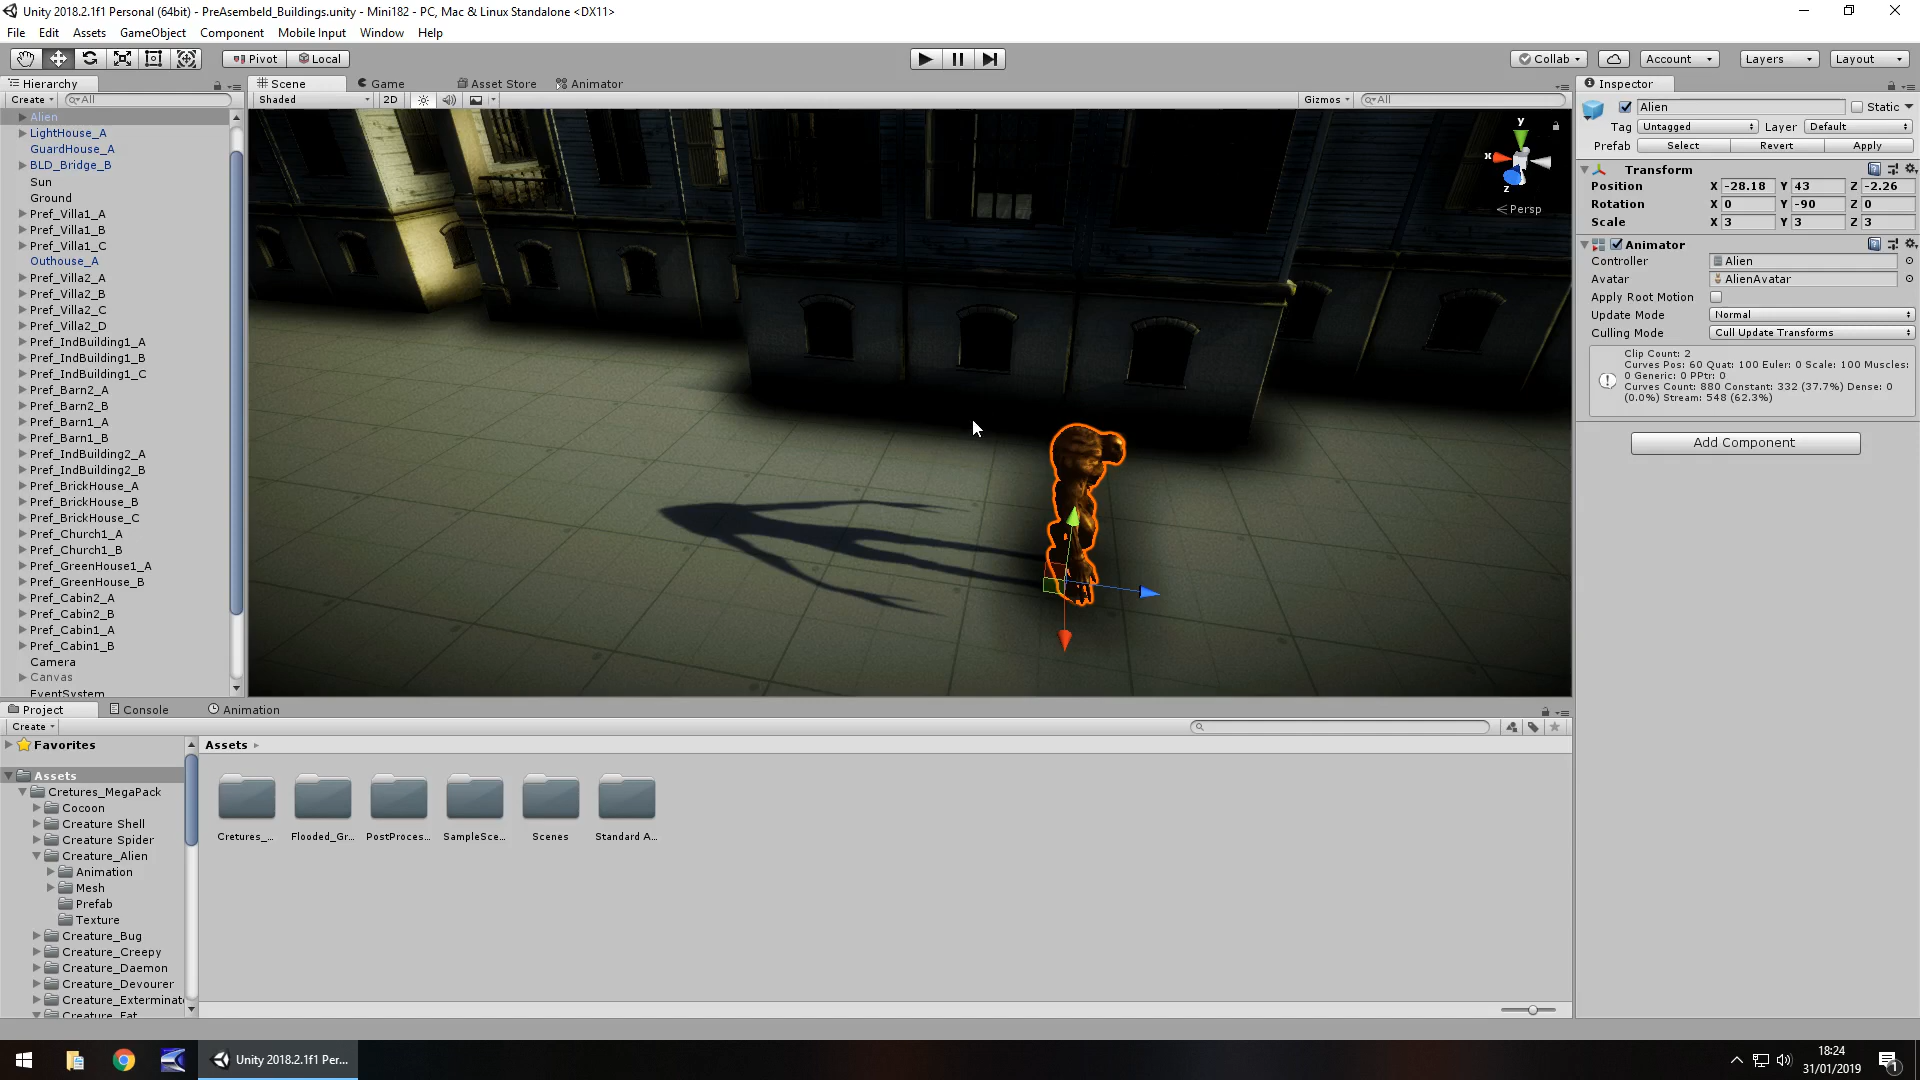 Unity 2018.2.1f1 Personal (64bit) - PreAsembeld_Buildings.unity - Mini182 - PC, Mac & Linux Standalone <DX11>
File Edit Assets GameObject Component Mobile Input Window Help
Pivot Local Collab Account Layers Layout
Hierarchy
Create All
Alien
LightHouse_A
GuardHouse_A
BLD_Bridge_B
Sun
Ground
Pref_Villa1_A
Pref_Villa1_B
Pref_Villa1_C
Outhouse_A
Pref_Villa2_A
Pref_Villa2_B
Pref_Villa2_C
Pref_Villa2_D
Pref_IndBuilding1_A
Pref_IndBuilding1_B
Pref_IndBuilding1_C
Pref_Barn2_A
Pref_Barn2_B
Pref_Barn1_A
Pref_Barn1_B
Pref_IndBuilding2_A
Pref_IndBuilding2_B
Pref_BrickHouse_A
Pref_BrickHouse_B
Pref_BrickHouse_C
Pref_Church1_A
Pref_Church1_B
Pref_GreenHouse1_A
Pref_GreenHouse_B
Pref_Cabin2_A
Pref_Cabin2_B
Pref_Cabin1_A
Pref_Cabin1_B
Camera
Canvas
EventSystem
Scene Game Asset Store Animator
Shaded 2D Gizmos All
y
x
z
Persp
Inspector
Alien Static
Tag Untagged Layer Default
Prefab Select Revert Apply
Transform
Position X -28.18 Y 43 Z -2.26
Rotation X 0 Y -90 Z 0
Scale X 3 Y 3 Z 3
Animator
Controller Alien
Avatar AlienAvatar
Apply Root Motion
Update Mode Normal
Culling Mode Cull Update Transforms
Clip Count: 2
Curves Pos: 60 Quat: 100 Euler: 0 Scale: 100 Muscles:
0 Generic: 0 PPtr: 0
Curves Count: 880 Constant: 332 (37.7%) Dense: 0
(0.0%) Stream: 548 (62.3%)
Add Component
Project Console Animation
Create
Favorites
Assets
Cretures_MegaPack
Cocoon
Creature Shell
Creature Spider
Creature_Alien
Animation
Mesh
Prefab
Texture
Creature_Bug
Creature_Creepy
Creature_Daemon
Creature_Devourer
Creature_Exterminat
Creature_Fat
Assets
Cretures_... Flooded_Gr... PostProces... SampleSce... Scenes Standard A...
Unity 2018.2.1f1 Per...
18:24
31/01/2019
1